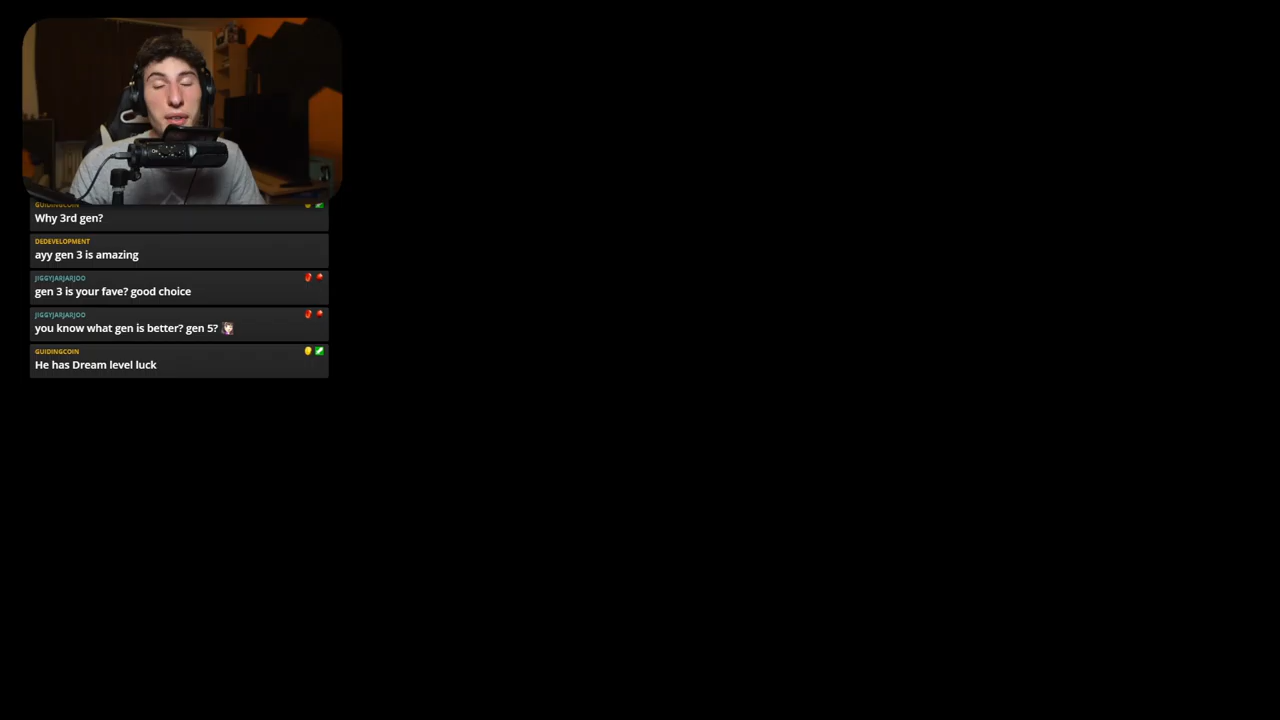 GUIDINGCOIN
Why 3rd gen?
DEDEVELOPMENT
ayy gen 3 is amazing
JIGGYJARJARJOO
gen 3 is your fave? good choice
JIGGYJARJARJOO
you know what gen is better? gen 5?
GUIDINGCOIN
He has Dream level luck